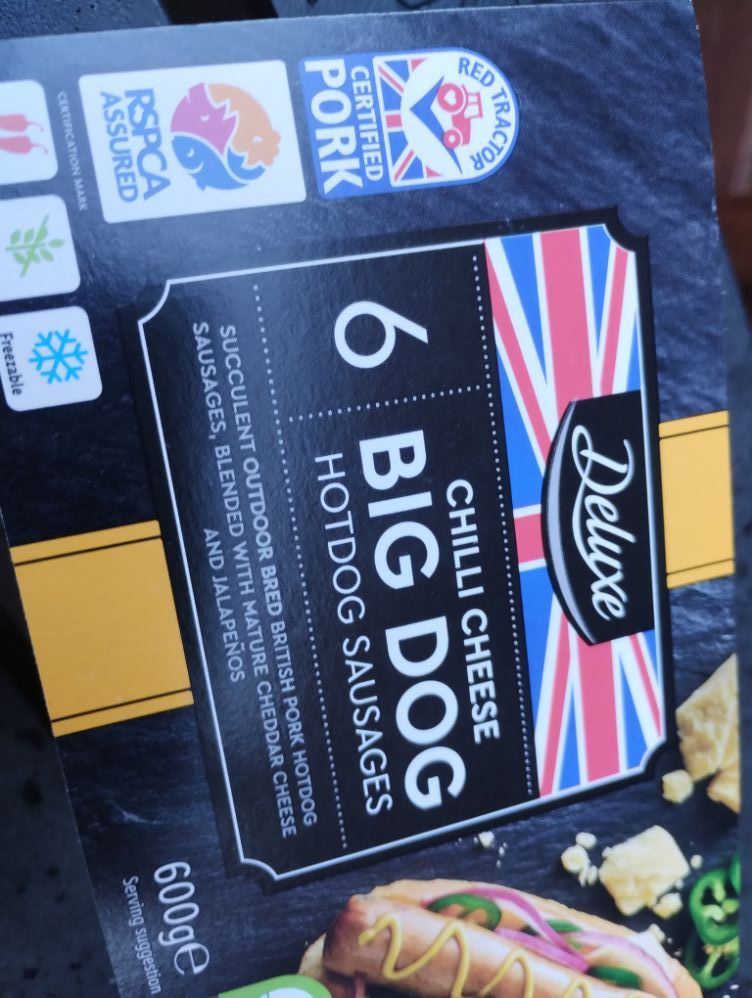 RED TRACTOR
CERTIFIED
PORK
RSPCA
ASSURED
CERTIFICATION MARK
Freezable
Deluxe
6
CHILLI CHEESE
BIG DOG
HOTDOG SAUSAGES
SUCCULENT OUTDOOR BRED BRITISH PORK HOTDOG
SAUSAGES, BLENDED WITH MATURE CHEDDAR CHEESE
AND JALAPEÑOS
600g℮
Serving suggestion